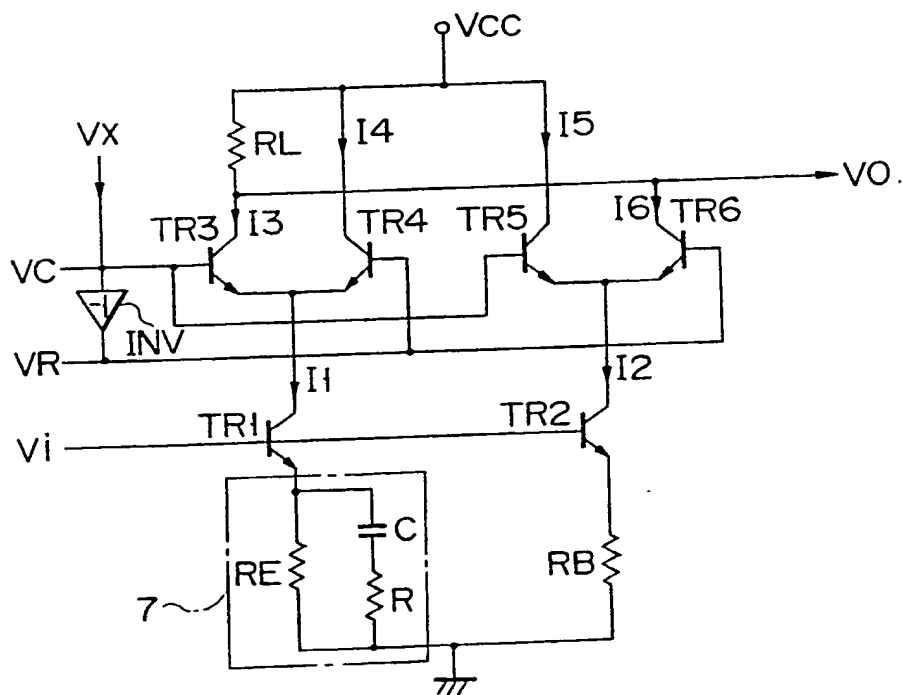 VCC
VX
RL
I4
I5
VO.
TR3
I3
TR4
TR5
I6
TR6
VC
-1
INV
VR
I1
I2
TR1
TR2
Vi
C
RE
R
RB
7